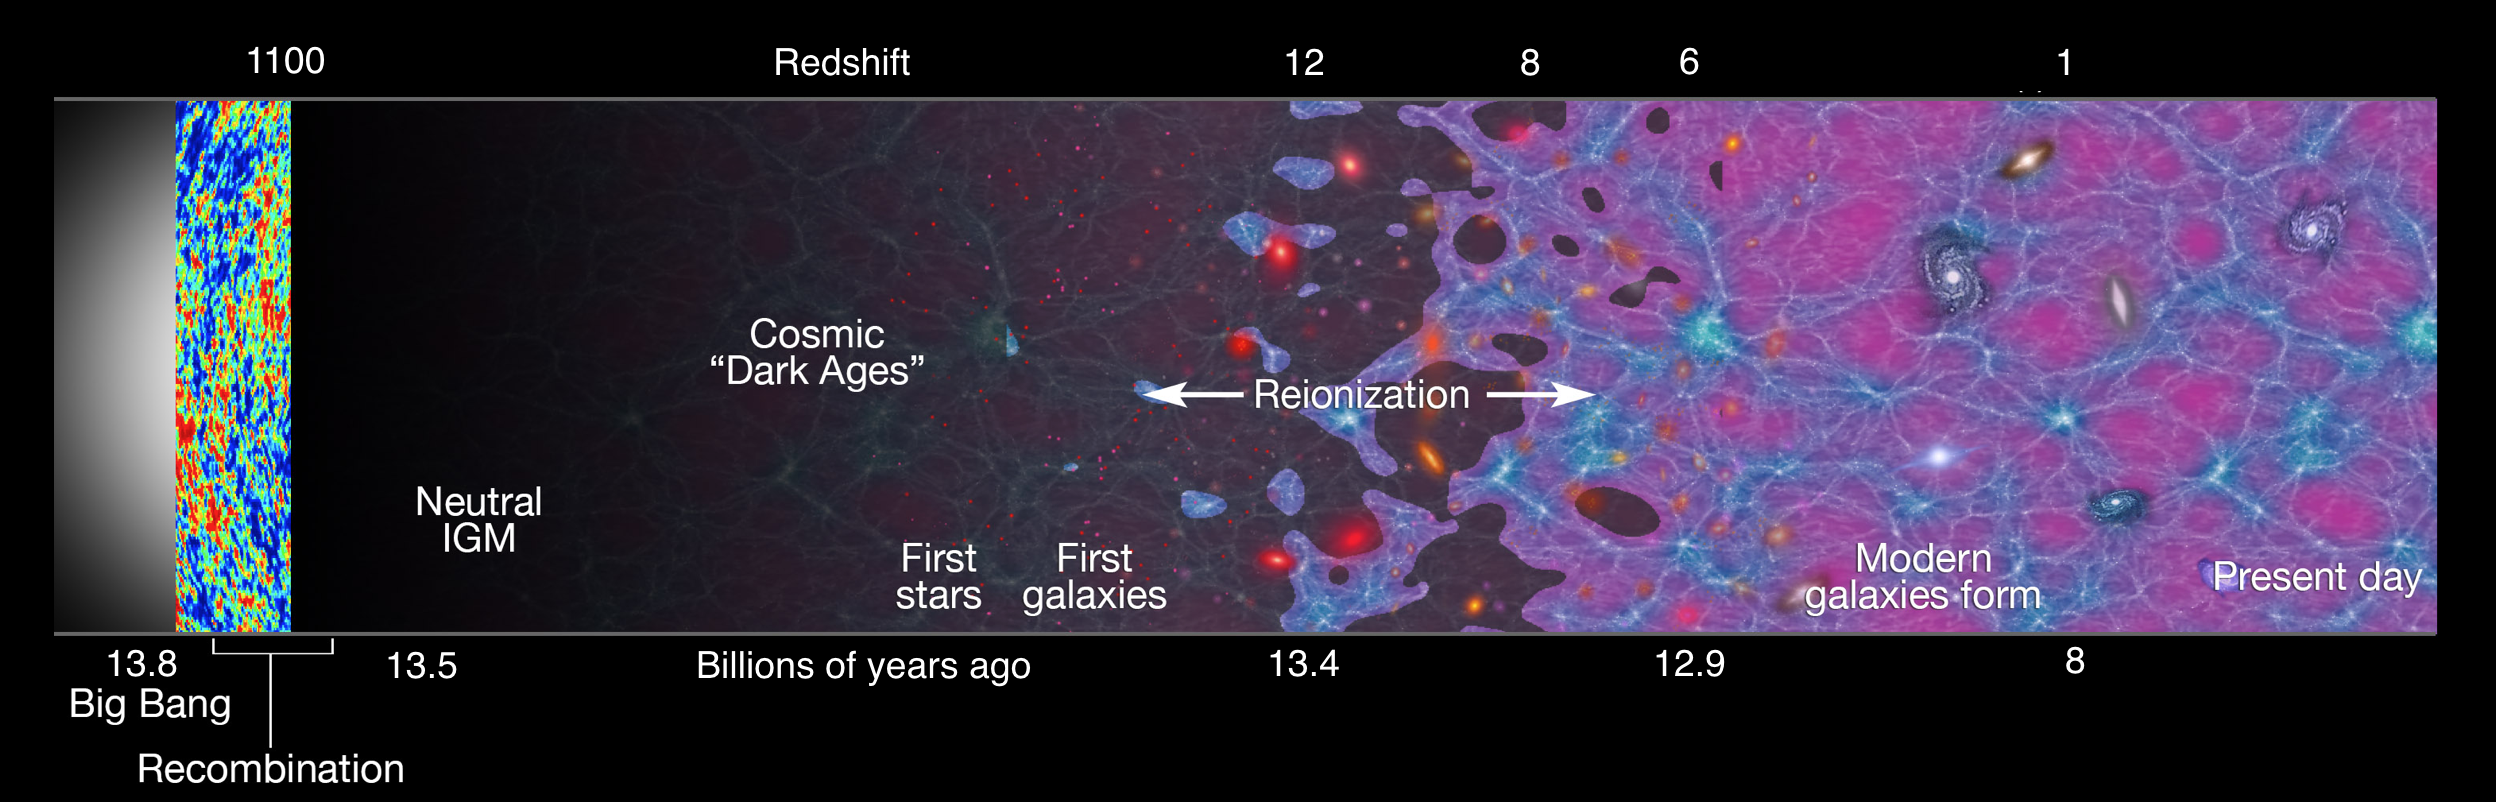 1100
Redshift
12
8
6
1
Cosmic
“Dark Ages”
Reionization
Neutral
IGM
First
stars
First
galaxies
Modern
galaxies form
Present day
13.8
Big Bang
13.5
Billions of years ago
13.4
12.9
8
Recombination